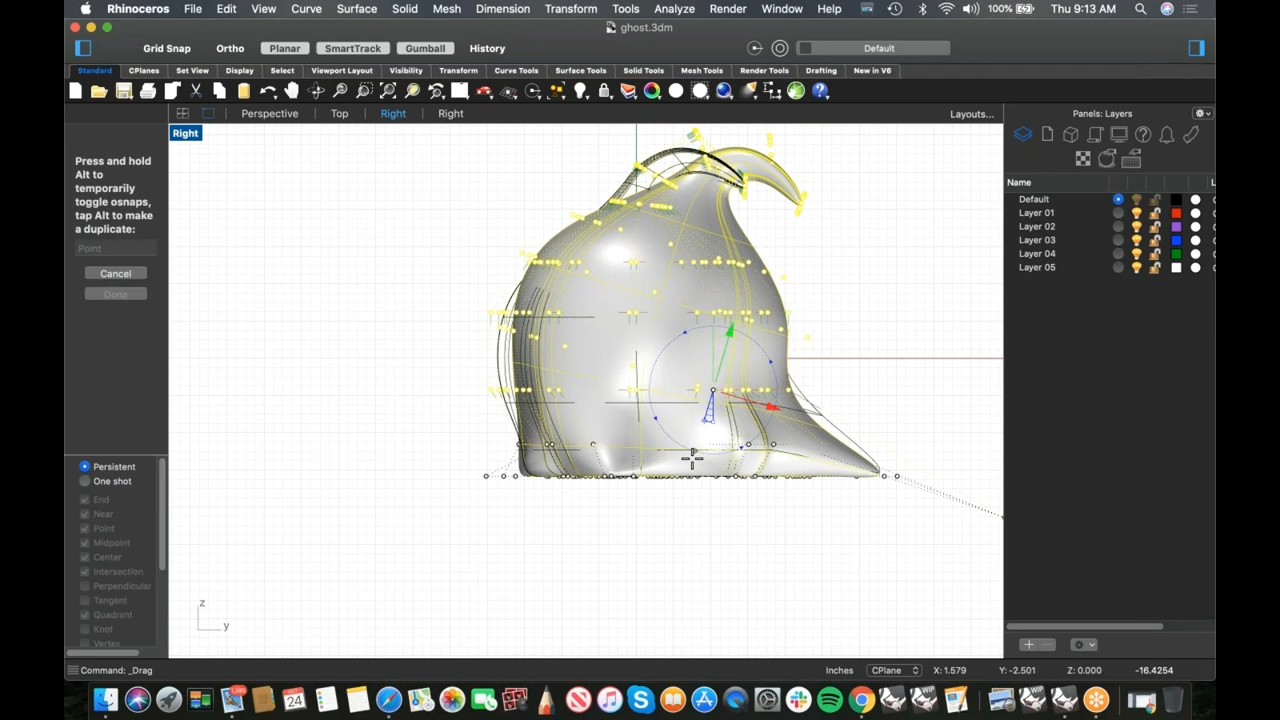 Rhinoceros File Edit View Curve Surface Solid Mesh Dimension Transform Tools Analyze Render Window Help 100% Thu 9:13 AM
ghost.3dm
Grid Snap Ortho Planar SmartTrack Gumball History Default
Standard CPlanes Set View Display Select Viewport Layout Visibility Transform Curve Tools Surface Tools Solid Tools Mesh Tools Render Tools Drafting New in V6
Perspective Top Right Right Layouts...
Panels: Layers
Right
Press and hold
Alt to
temporarily
toggle osnaps,
tap Alt to make
a duplicate:
Point
Cancel
Done
Name L
Default
Layer 01
Layer 02
Layer 03
Layer 04
Layer 05
Persistent
One shot
End
Near
Point
Midpoint
Center
Intersection
Perpendicular
Tangent
Quadrant
Knot
Vertex
z
y
Command: _Drag
Inches CPlane X: 1.579 Y: -2.501 Z: 0.000 -16.4254
24